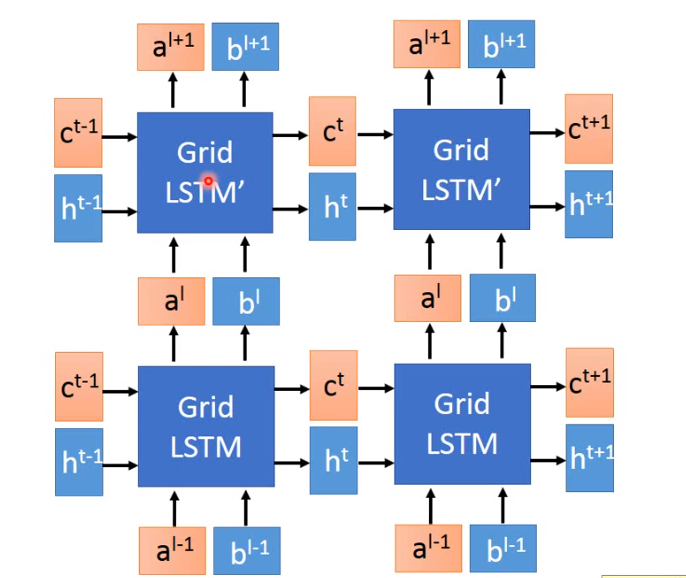 a^l+1 b^l+1 a^l+1 b^l+1
c^t-1 c^t c^t+1
Grid
LSTM’
Grid
LSTM’
h^t-1 h^t h^t+1
a^l b^l a^l b^l
c^t-1 c^t c^t+1
Grid
LSTM
Grid
LSTM
h^t-1 h^t h^t+1
a^l-1 b^l-1 a^l-1 b^l-1